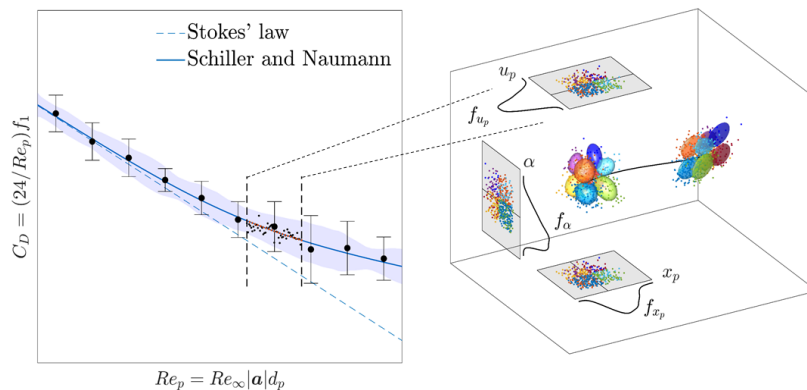 Stokes' law
Schiller and Naumann
C_D = (24/Re_p) f_1
Re_p = Re_∞|a|d_p
u_p
f_{u_p}
α
f_α
x_p
f_{x_p}